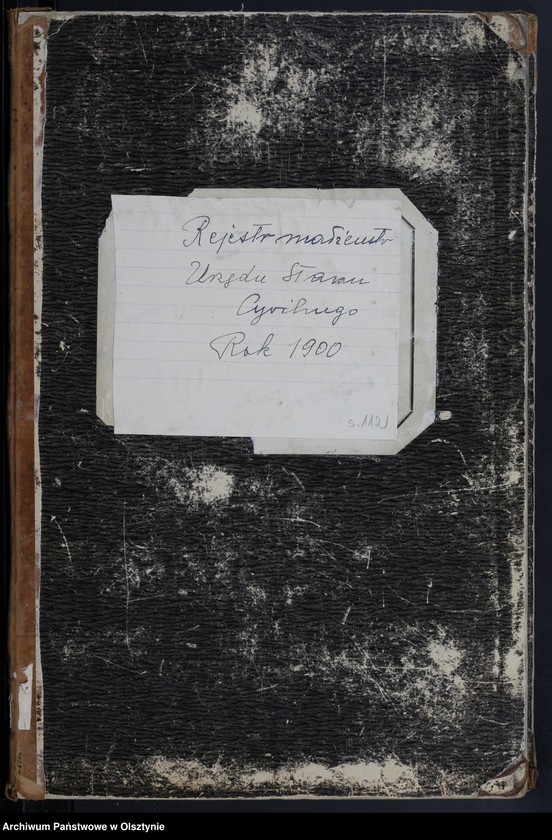 Rejestr małżeństw
Urzędu Stanu
Cywilnego
Rok 1900
s. 112
Archiwum Państwowe w Olsztynie